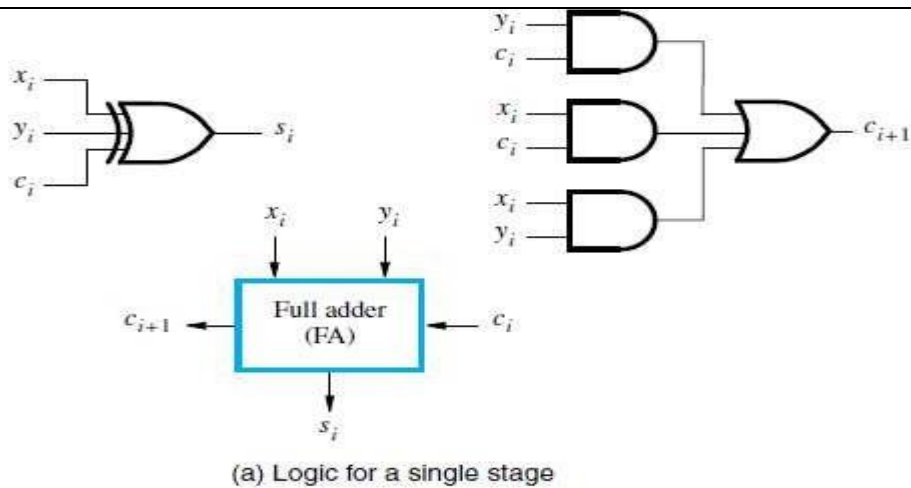 x_i
y_i
c_i
s_i
y_i
c_i
x_i
c_i
x_i
y_i
c_{i+1}
x_i
y_i
c_{i+1}
Full adder
(FA)
c_i
s_i
(a) Logic for a single stage